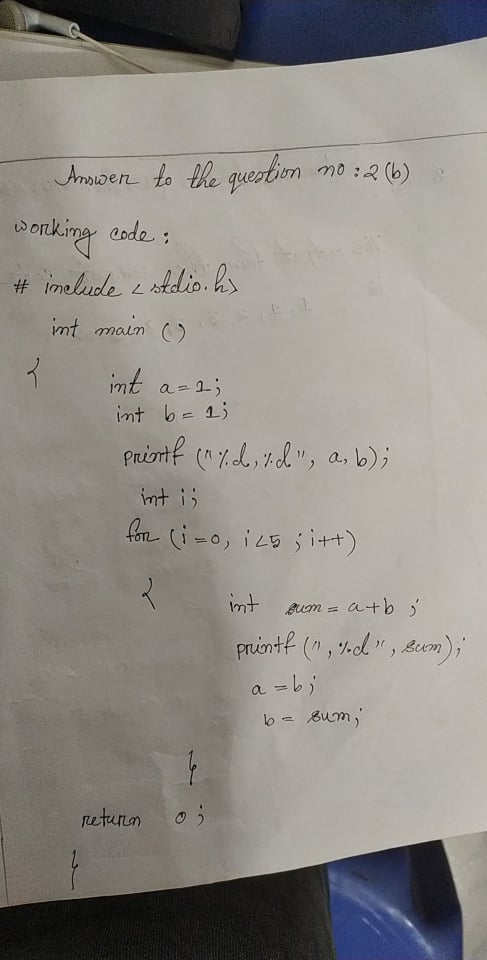 Answer to the question no : 2 (b)
working code :
# include < stdio.h>
int main ()
{
int a = 1;
int b = 1;
printf ("%d, %d", a, b);
int i;
for (i = 0, i < 5 ; i++)
{
int sum = a + b ;
printf (", %d", sum);
a = b;
b = sum;
}
return 0 ;
}